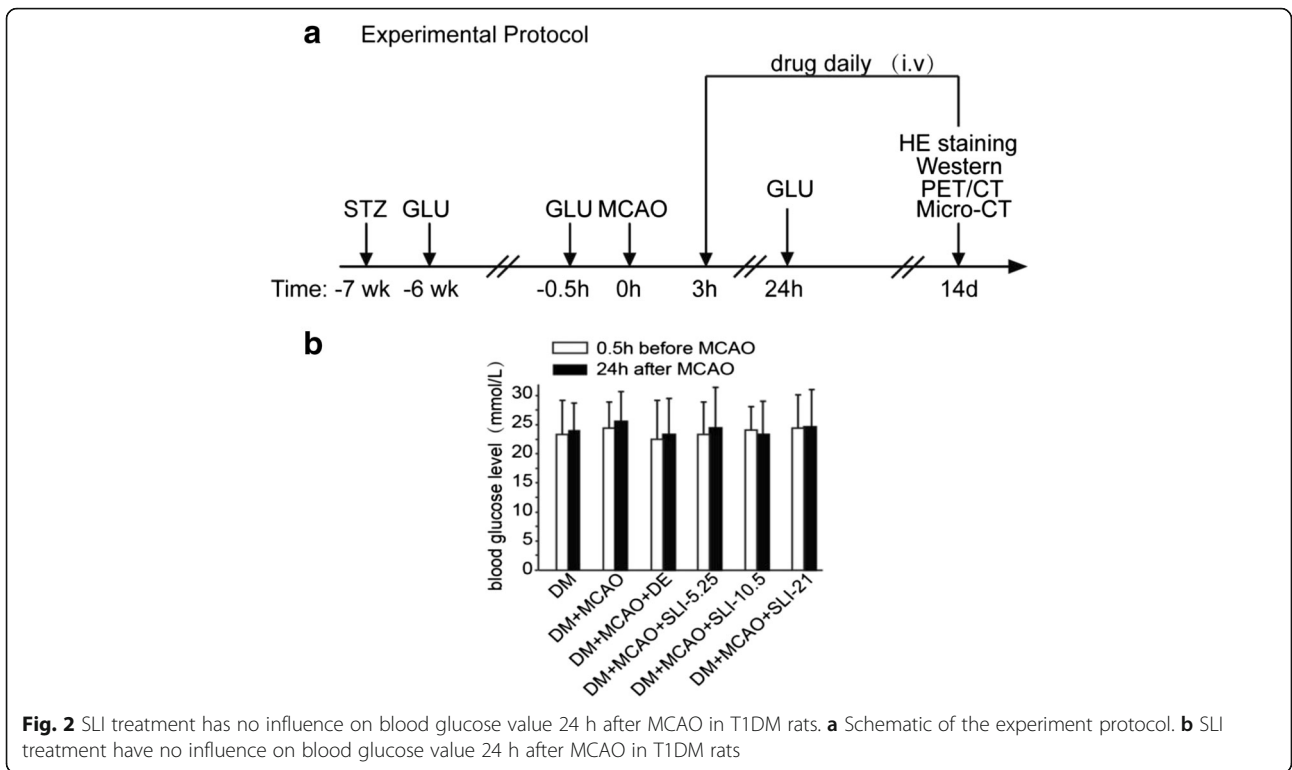 a Experimental Protocol
drug daily （i.v）
HE staining
Western
PET/CT
Micro-CT
STZ GLU GLU MCAO GLU
Time: -7 wk -6 wk -0.5h 0h 3h 24h 14d
b
0.5h before MCAO
24h after MCAO
blood glucose level（mmol/L）
30
25
20
15
10
5
0
DM
DM+MCAO
DM+MCAO+DE
DM+MCAO+SLI-5.25
DM+MCAO+SLI-10.5
DM+MCAO+SLI-21
Fig. 2 SLI treatment has no influence on blood glucose value 24 h after MCAO in T1DM rats. a Schematic of the experiment protocol. b SLI
treatment have no influence on blood glucose value 24 h after MCAO in T1DM rats